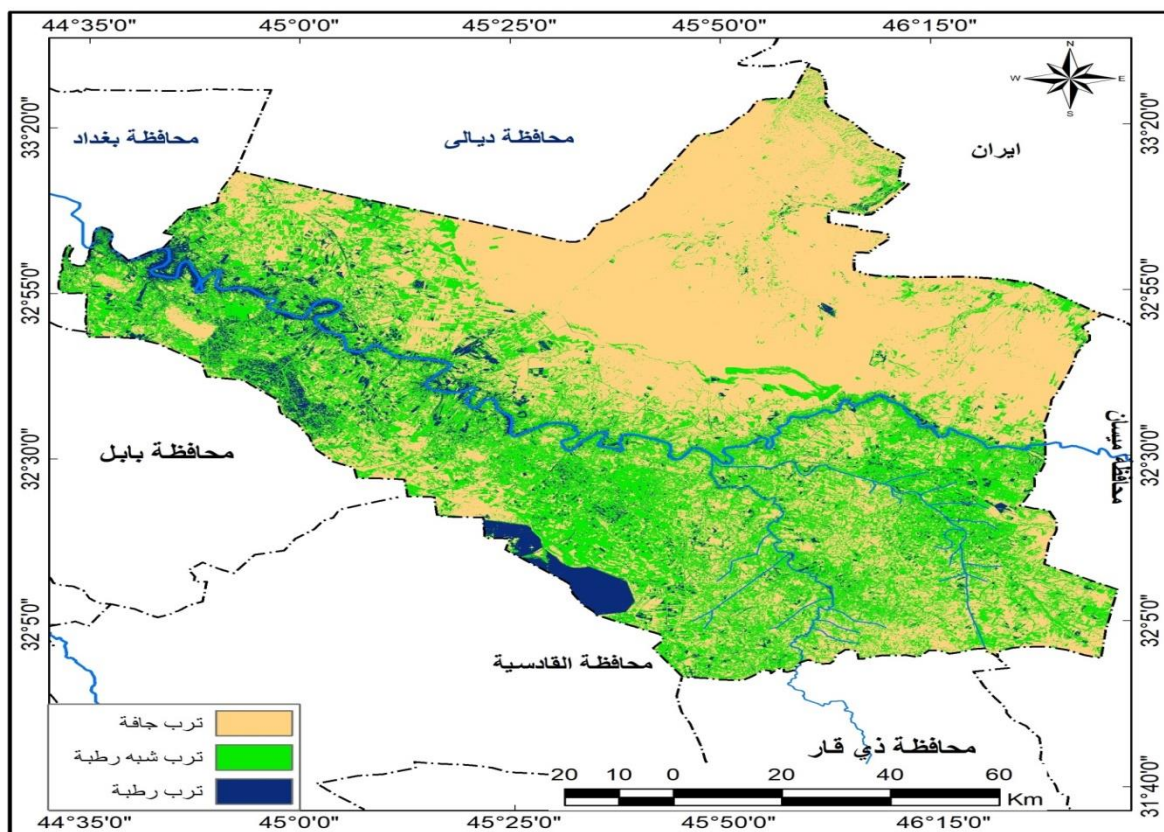 44°35'0" 45°0'0" 45°25'0" 45°50'0" 46°15'0"
N
W E
S
33°20'0" 33°20'0"
محافظة بغداد
محافظة ديالى
ايران
32°55'0" 32°55'0"
32°30'0" 32°30'0"
محافظة بابل
محافظة ميسان
32°5'0" 32°5'0"
محافظة القادسية
محافظة ذي قار
ترب جافة
ترب شبه رطبة
ترب رطبة
20 10 0 20 40 60
Km
31°40'0"
44°35'0" 45°0'0" 45°25'0" 45°50'0" 46°15'0"